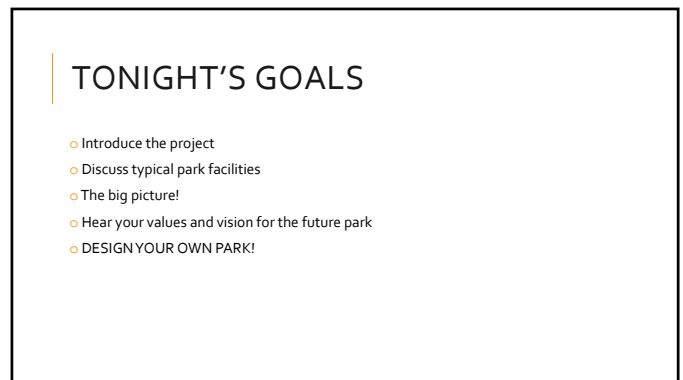 TONIGHT’S GOALS
o Introduce the project
o Discuss typical park facilities
o The big picture!
o Hear your values and vision for the future park
o DESIGN YOUR OWN PARK!